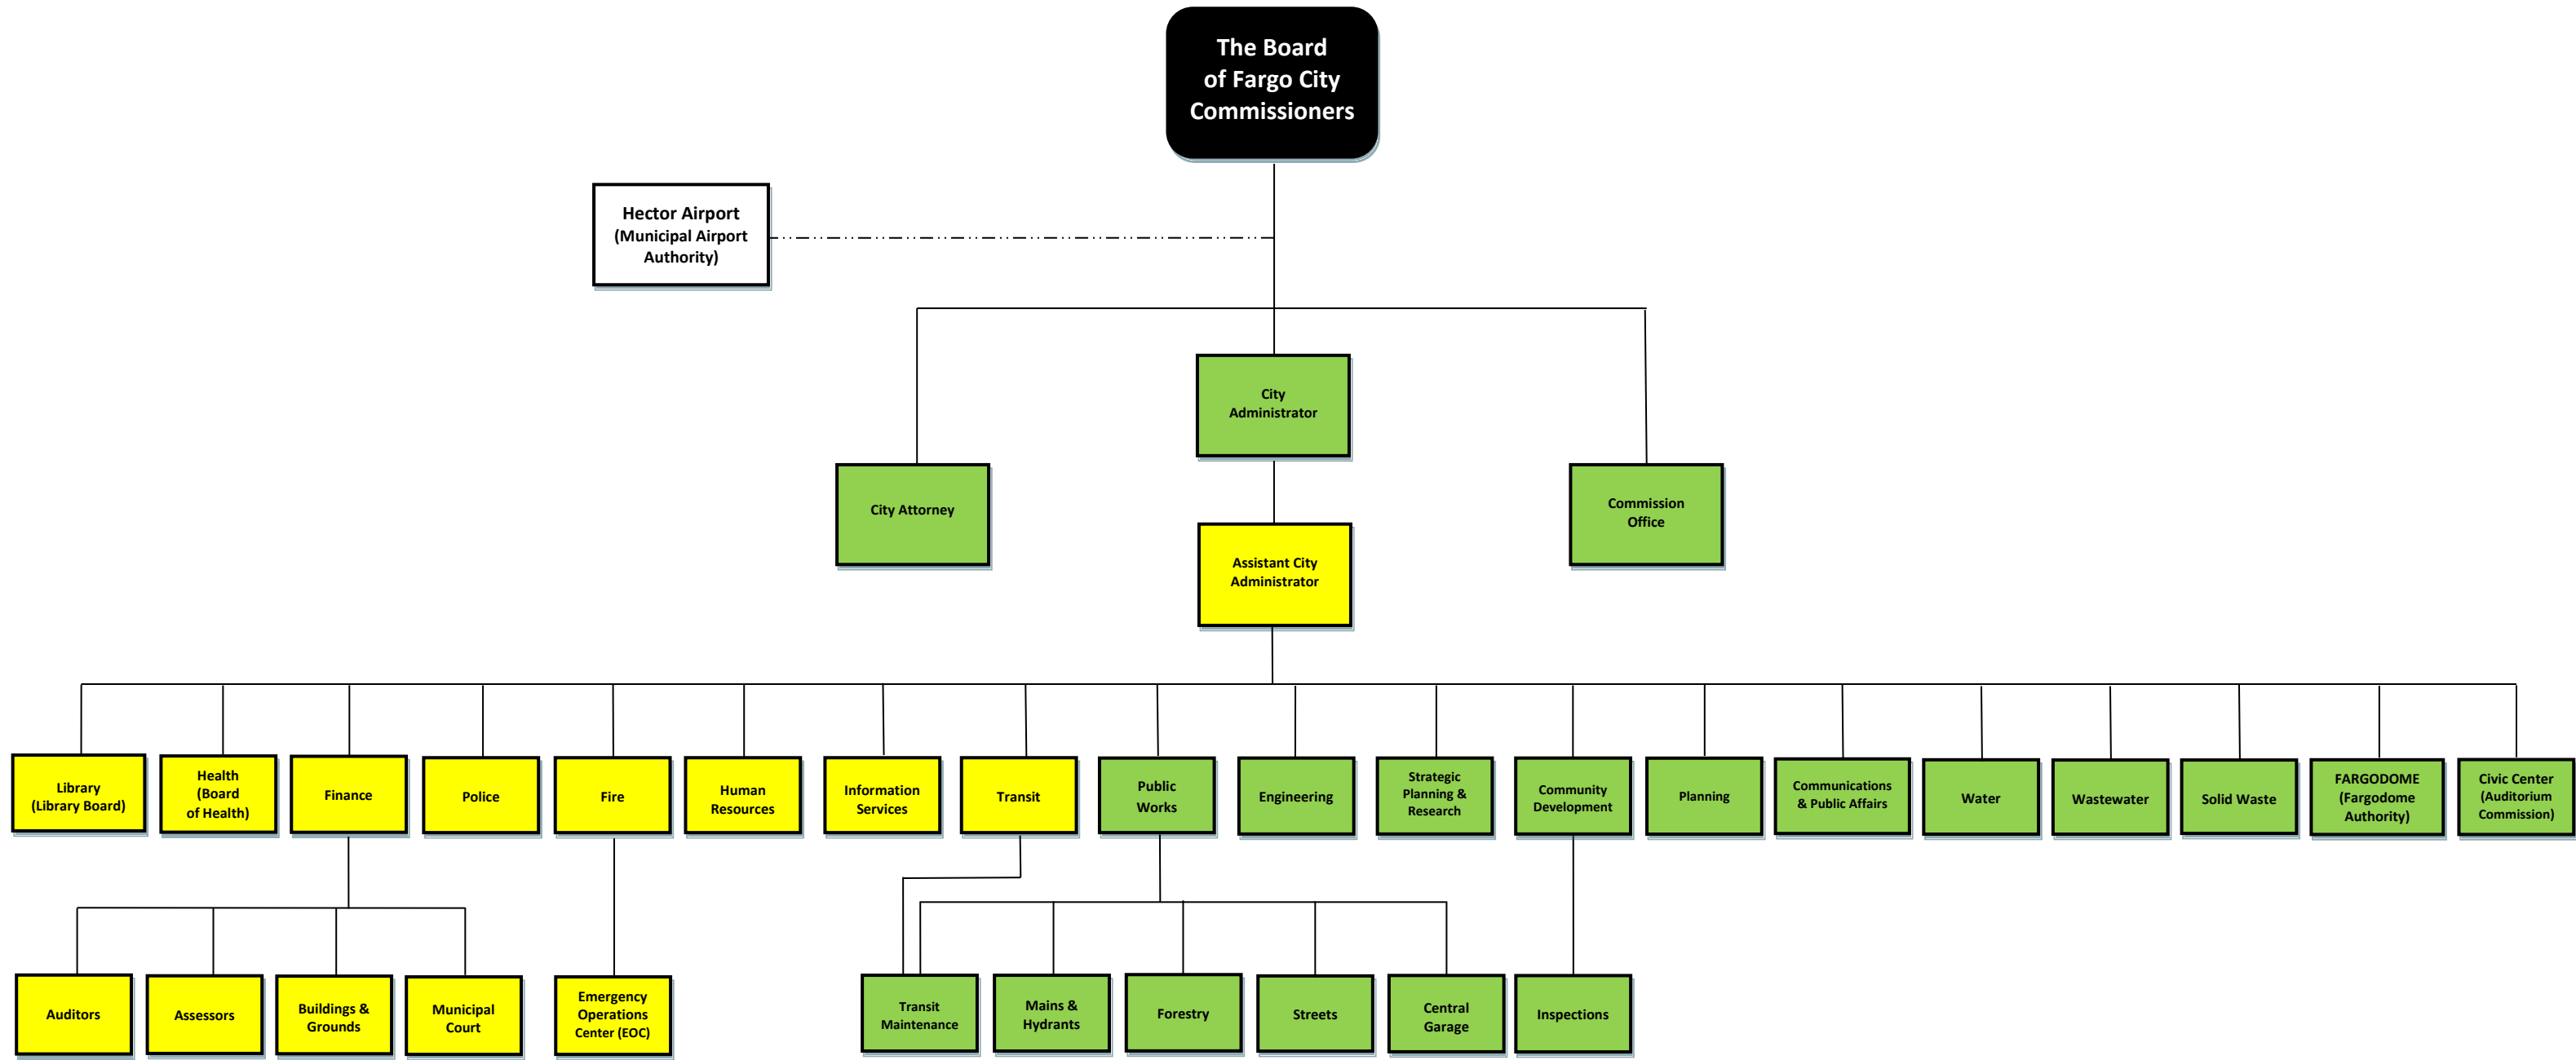 The Board
of Fargo City
Commissioners
Hector Airport
(Municipal Airport
Authority)
City
Administrator
City Attorney
Commission
Office
Assistant City
Administrator
Library
(Library Board)
Health
(Board
of Health)
Finance
Police
Fire
Human
Resources
Information
Services
Transit
Public
Works
Engineering
Strategic
Planning &
Research
Community
Development
Planning
Communications
& Public Affairs
Water
Wastewater
Solid Waste
FARGODOME
(Fargodome
Authority)
Civic Center
(Auditorium
Commission)
Auditors
Assessors
Buildings &
Grounds
Municipal
Court
Emergency
Operations
Center (EOC)
Transit
Maintenance
Mains &
Hydrants
Forestry
Streets
Central
Garage
Inspections